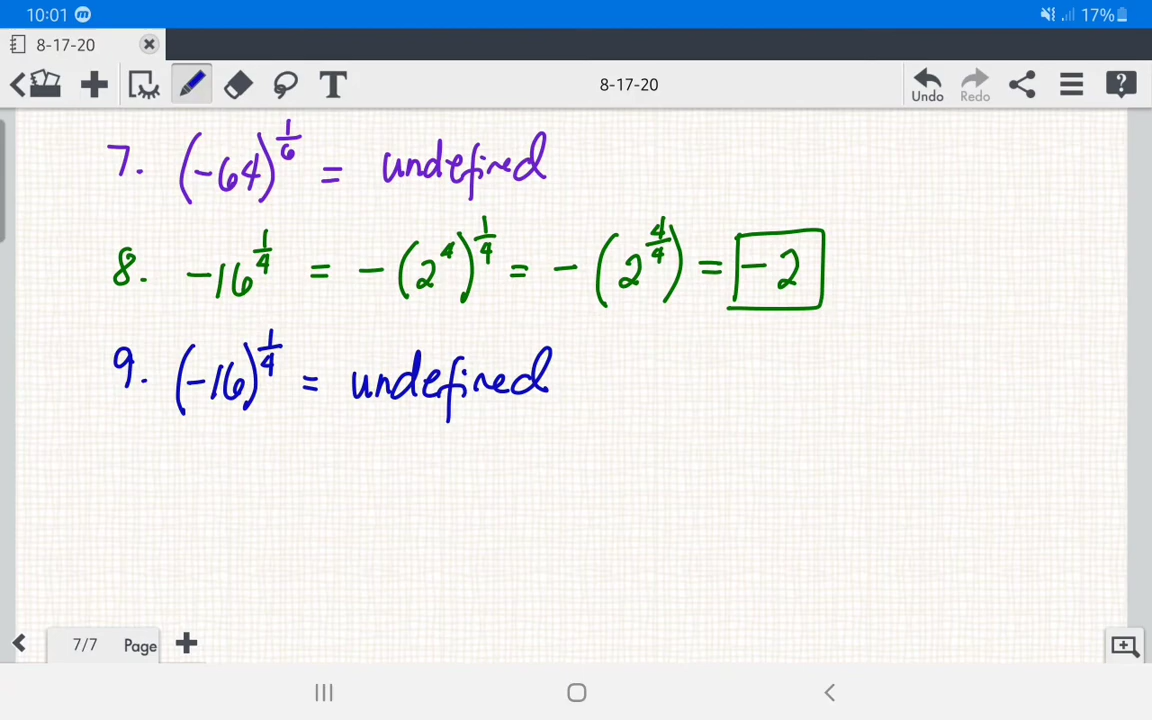 10:01 m 17%
8-17-20
T 8-17-20 Undo Redo ?
7. (-64)^{1/6} = undefined
8. -16^{1/4} = -(2^4)^{1/4} = -(2^{4/4}) = -2
9. (-16)^{1/4} = undefined
7/7 Page